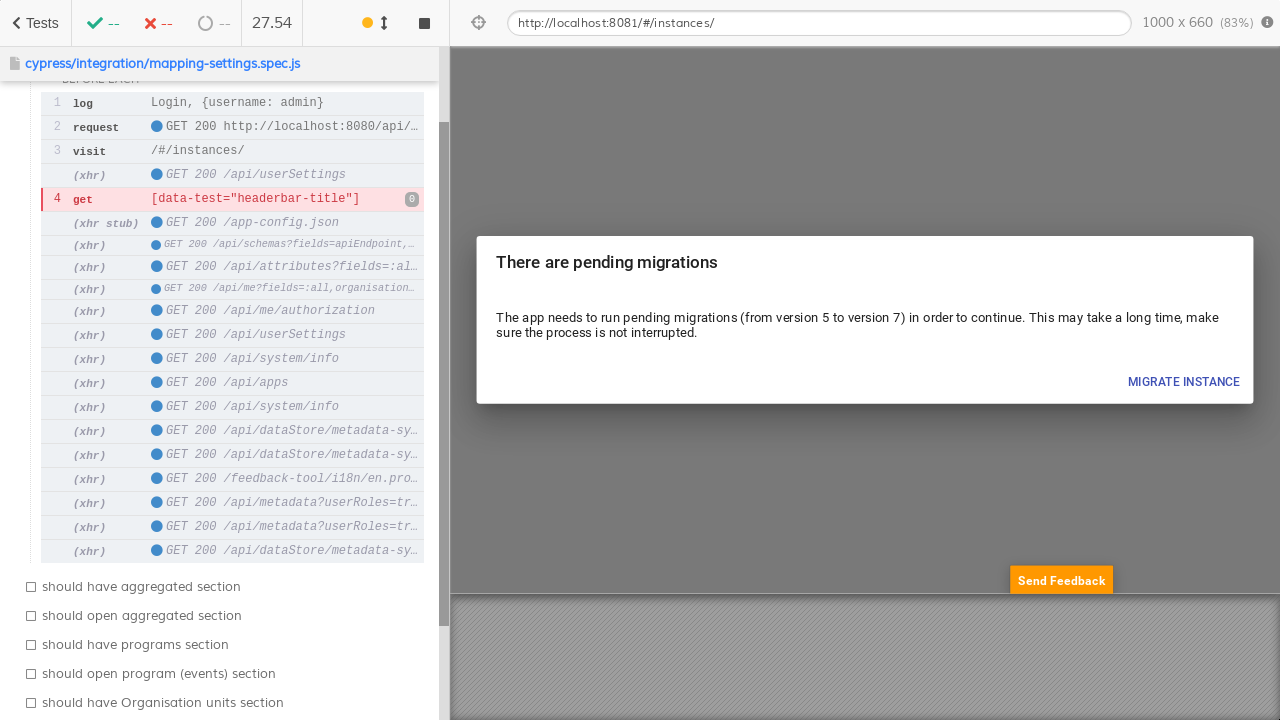 Tests
--
--
--
27.54
http://localhost:8081/#/instances/
1000 x 660 (83%)
cypress/integration/mapping-settings.spec.js
BEFORE EACH
1 log Login, {username: admin}
2 request GET 200 http://localhost:8080/api/…
3 visit /#/instances/
(xhr) GET 200 /api/userSettings
4 get [data-test="headerbar-title"] 0
(xhr stub) GET 200 /app-config.json
(xhr) GET 200 /api/schemas?fields=apiEndpoint,…
(xhr) GET 200 /api/attributes?fields=:al…
(xhr) GET 200 /api/me?fields=:all,organisation…
(xhr) GET 200 /api/me/authorization
(xhr) GET 200 /api/userSettings
(xhr) GET 200 /api/system/info
(xhr) GET 200 /api/apps
(xhr) GET 200 /api/system/info
(xhr) GET 200 /api/dataStore/metadata-sy…
(xhr) GET 200 /api/dataStore/metadata-sy…
(xhr) GET 200 /feedback-tool/i18n/en.pro…
(xhr) GET 200 /api/metadata?userRoles=tr…
(xhr) GET 200 /api/metadata?userRoles=tr…
(xhr) GET 200 /api/dataStore/metadata-sy…
should have aggregated section
should open aggregated section
should have programs section
should open program (events) section
should have Organisation units section
There are pending migrations
The app needs to run pending migrations (from version 5 to version 7) in order to continue. This may take a long time, make
sure the process is not interrupted.
MIGRATE INSTANCE
Send Feedback